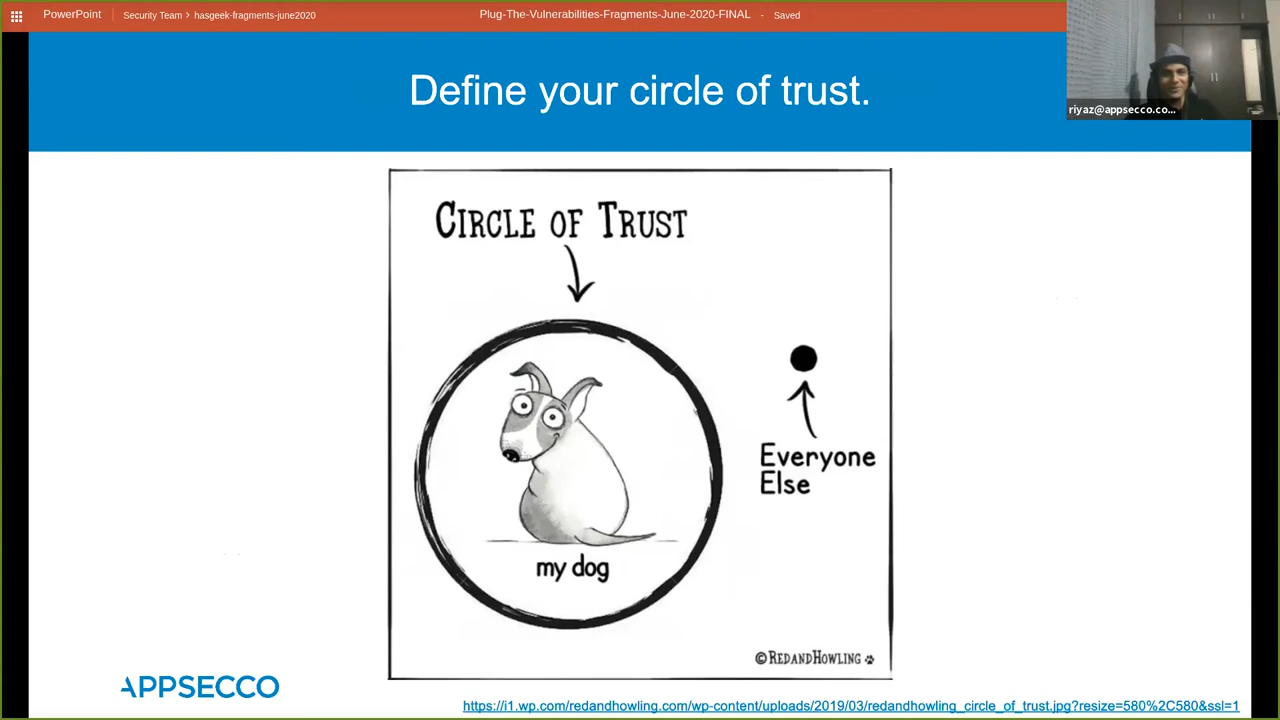 PowerPoint
Security Team > hasgeek-fragments-june2020
Plug-The-Vulnerabilities-Fragments-June-2020-FINAL - Saved
riyaz@appsecco.co...
Define your circle of trust.
CIRCLE OF TRUST
Everyone
Else
my dog
©REDANDHOWLING
APPSECCO
https://i1.wp.com/redandhowling.com/wp-content/uploads/2019/03/redandhowling_circle_of_trust.jpg?resize=580%2C580&ssl=1